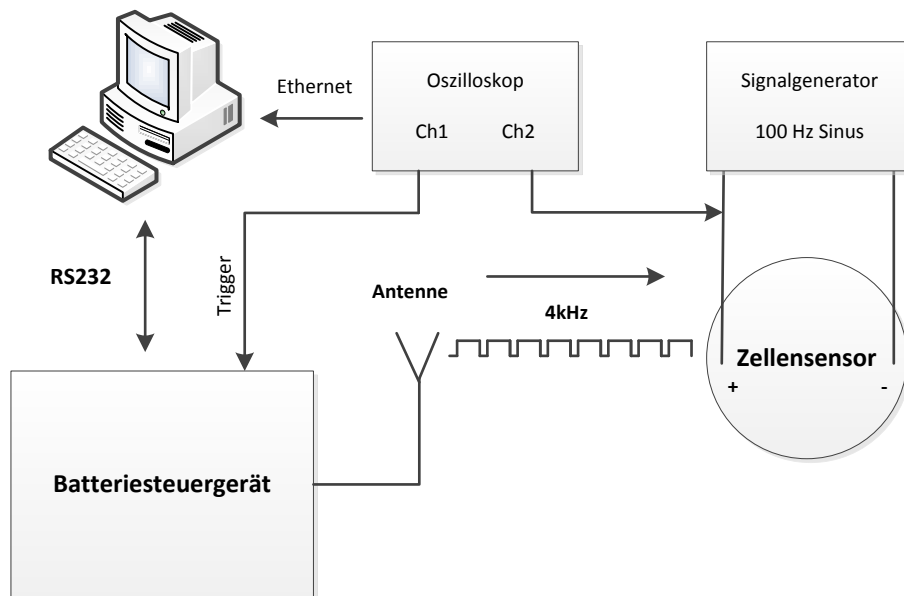 Ethernet
Oszilloskop
Ch1 Ch2
Signalgenerator
100 Hz Sinus
RS232
Trigger
Antenne
4kHz
Zellensensor
+ -
Batteriesteuergerät